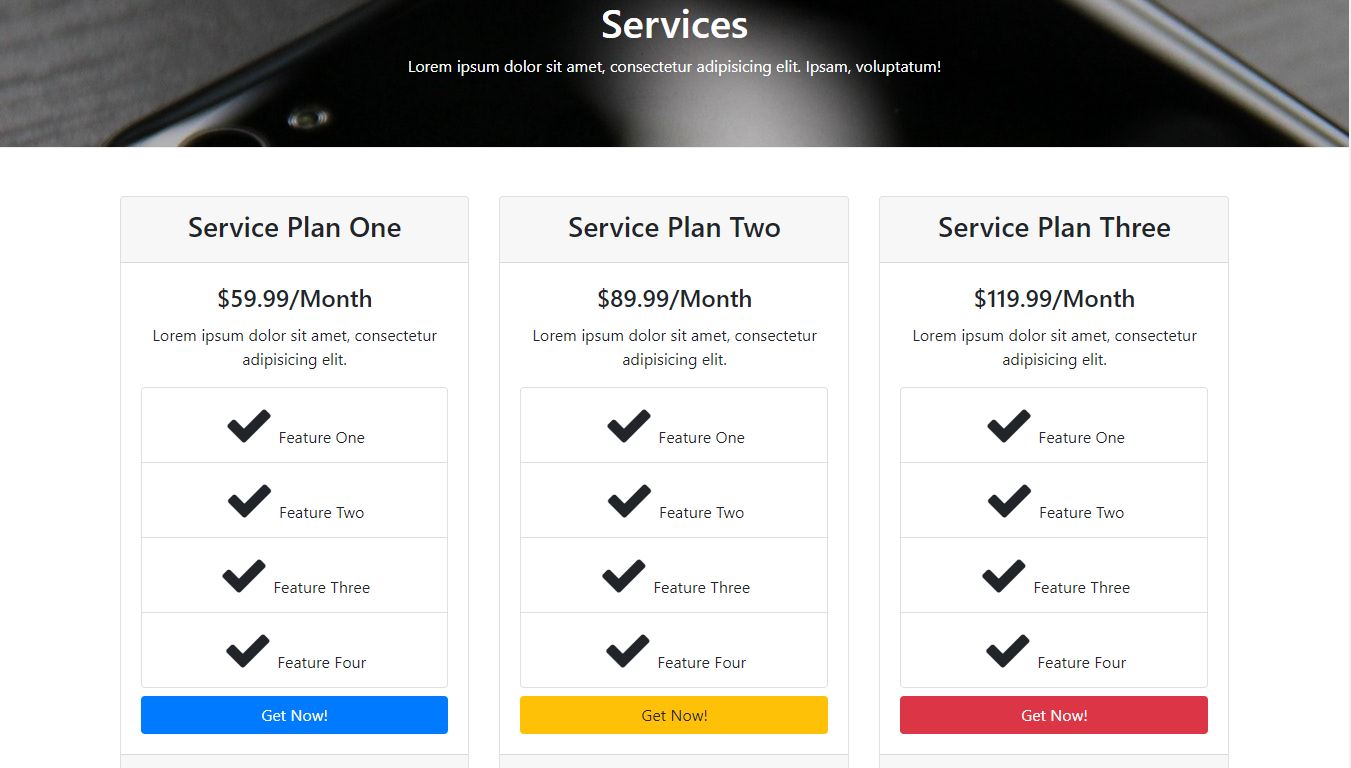 Services
Lorem ipsum dolor sit amet, consectetur adipisicing elit. Ipsam, voluptatum!
Service Plan One
$59.99/Month
Lorem ipsum dolor sit amet, consectetur
adipisicing elit.
Feature One
Feature Two
Feature Three
Feature Four
Get Now!
Service Plan Two
$89.99/Month
Lorem ipsum dolor sit amet, consectetur
adipisicing elit.
Feature One
Feature Two
Feature Three
Feature Four
Get Now!
Service Plan Three
$119.99/Month
Lorem ipsum dolor sit amet, consectetur
adipisicing elit.
Feature One
Feature Two
Feature Three
Feature Four
Get Now!